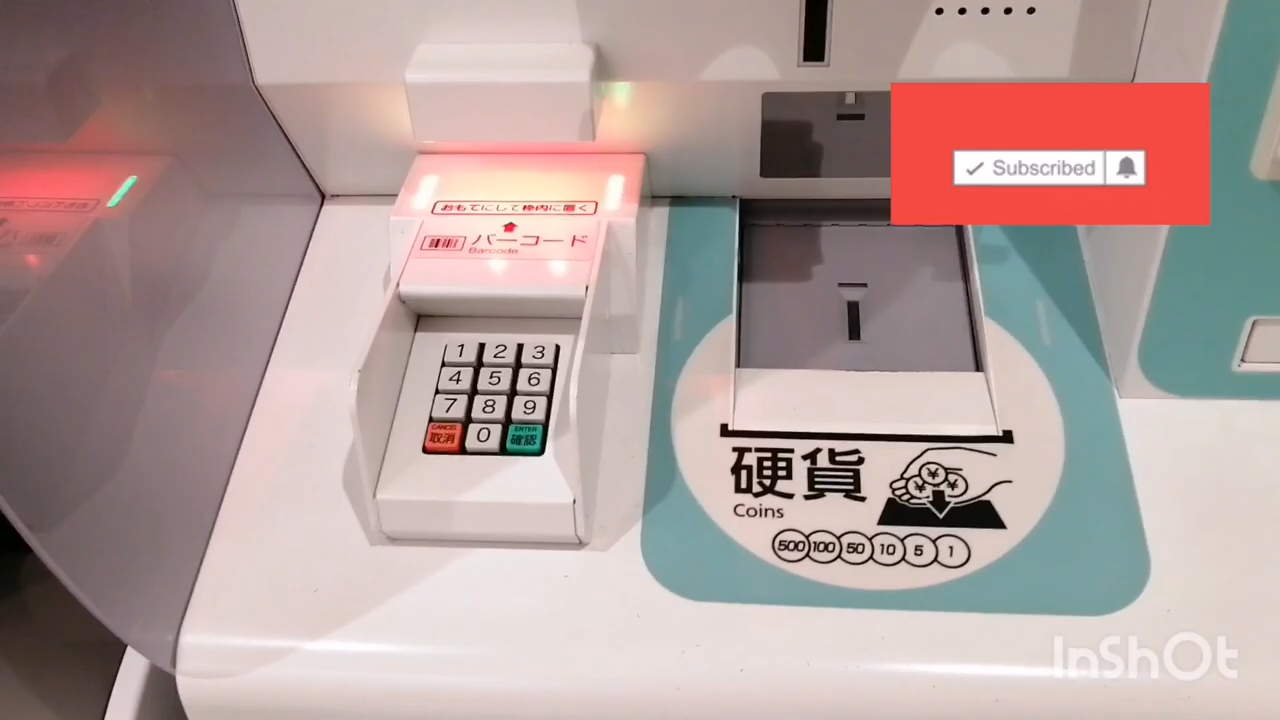 Subscribed
おもてにして枠内に置く
バーコード
Barcode
1 2 3
4 5 6
7 8 9
CANCEL 取消 0 ENTER 確認
硬貨
Coins
¥ ¥ ¥
500 100 50 10 5 1
InShOt